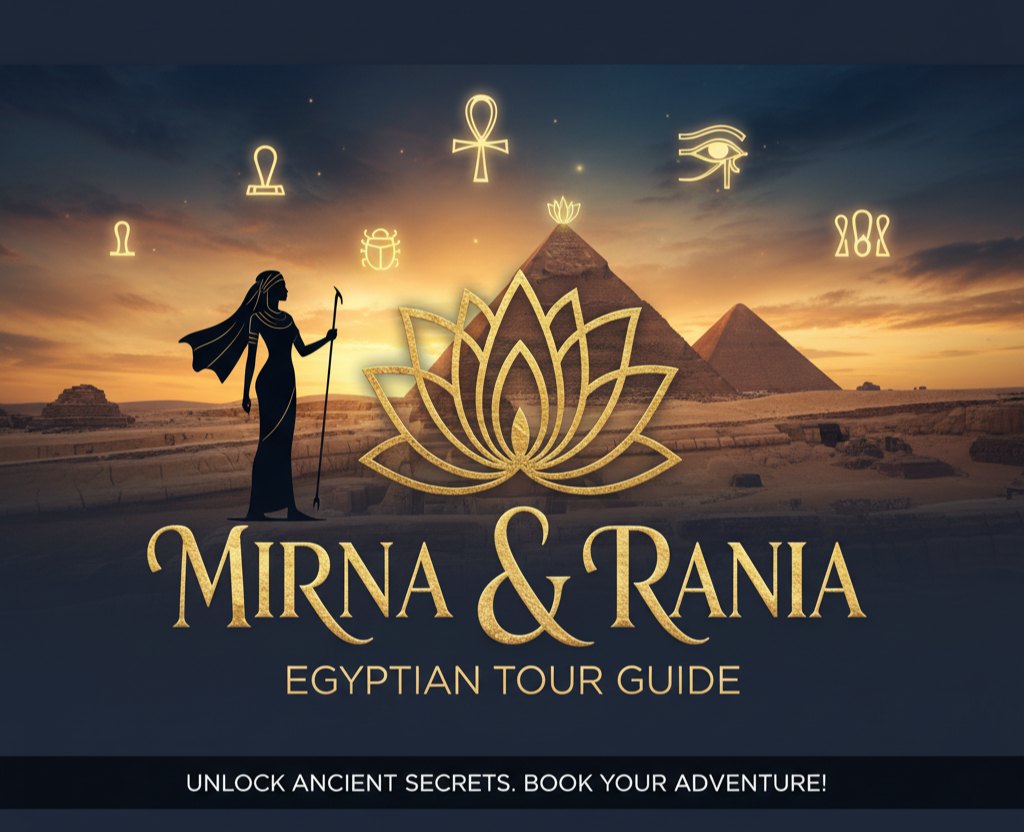 MIRNA & RANIA
EGYPTIAN TOUR GUIDE
UNLOCK ANCIENT SECRETS. BOOK YOUR ADVENTURE!